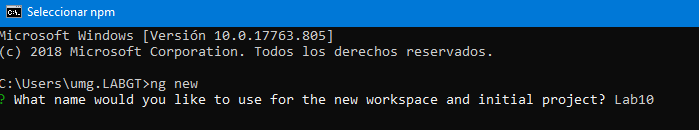 Seleccionar npm
Microsoft Windows [Versión 10.0.17763.805]
(c) 2018 Microsoft Corporation. Todos los derechos reservados.
C:\Users\umg.LABGT>ng new
? What name would you like to use for the new workspace and initial project? Lab10